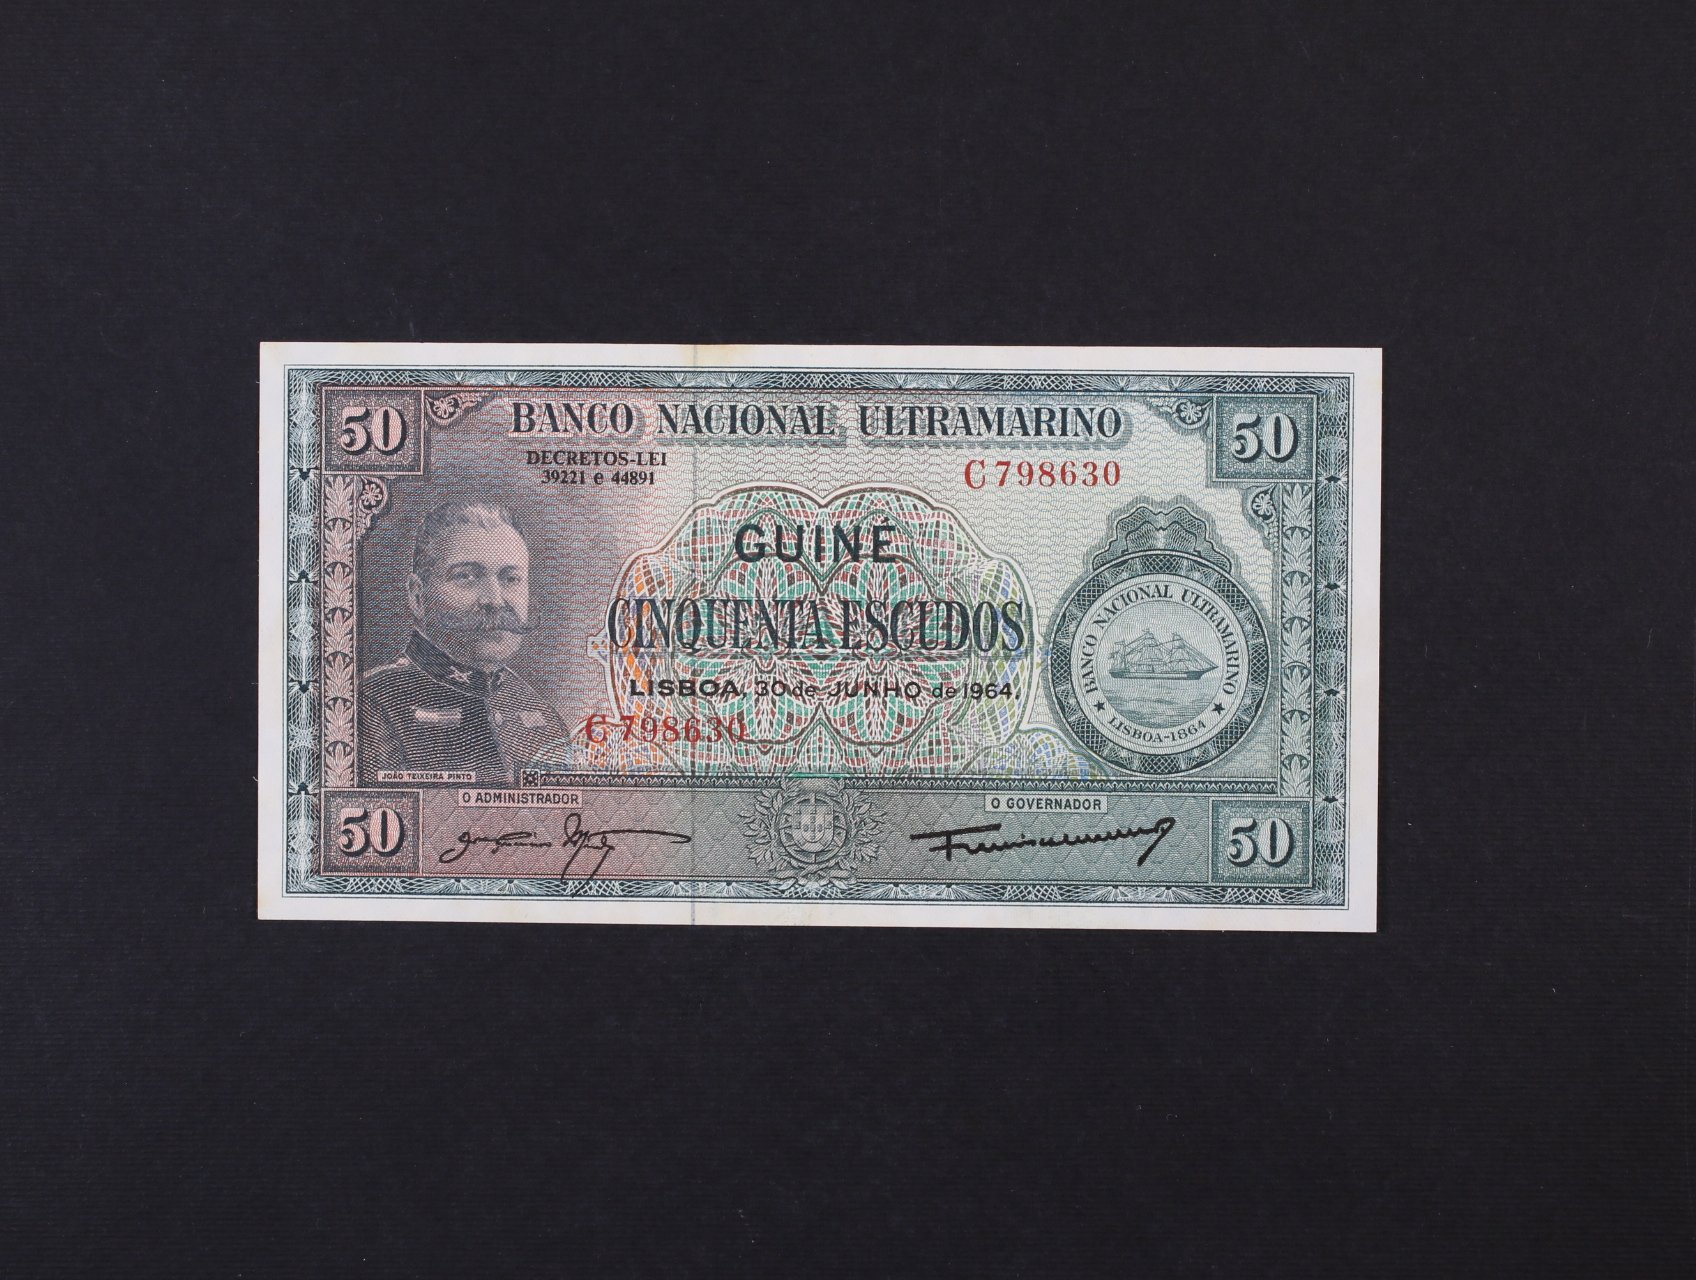 50 BANCO NACIONAL ULTRAMARINO 50
DECRETOS-LEI
39221 e 44891
C 798630
GUINÉ
CINQUENTA ESCUDOS
LISBOA, 30 de JUNHO de 1964.
C 798630
BANCO NACIONAL ULTRAMARINO
★ LISBOA-1864 ★
JOÃO TEIXEIRA PINTO
O ADMINISTRADOR
O GOVERNADOR
50 50